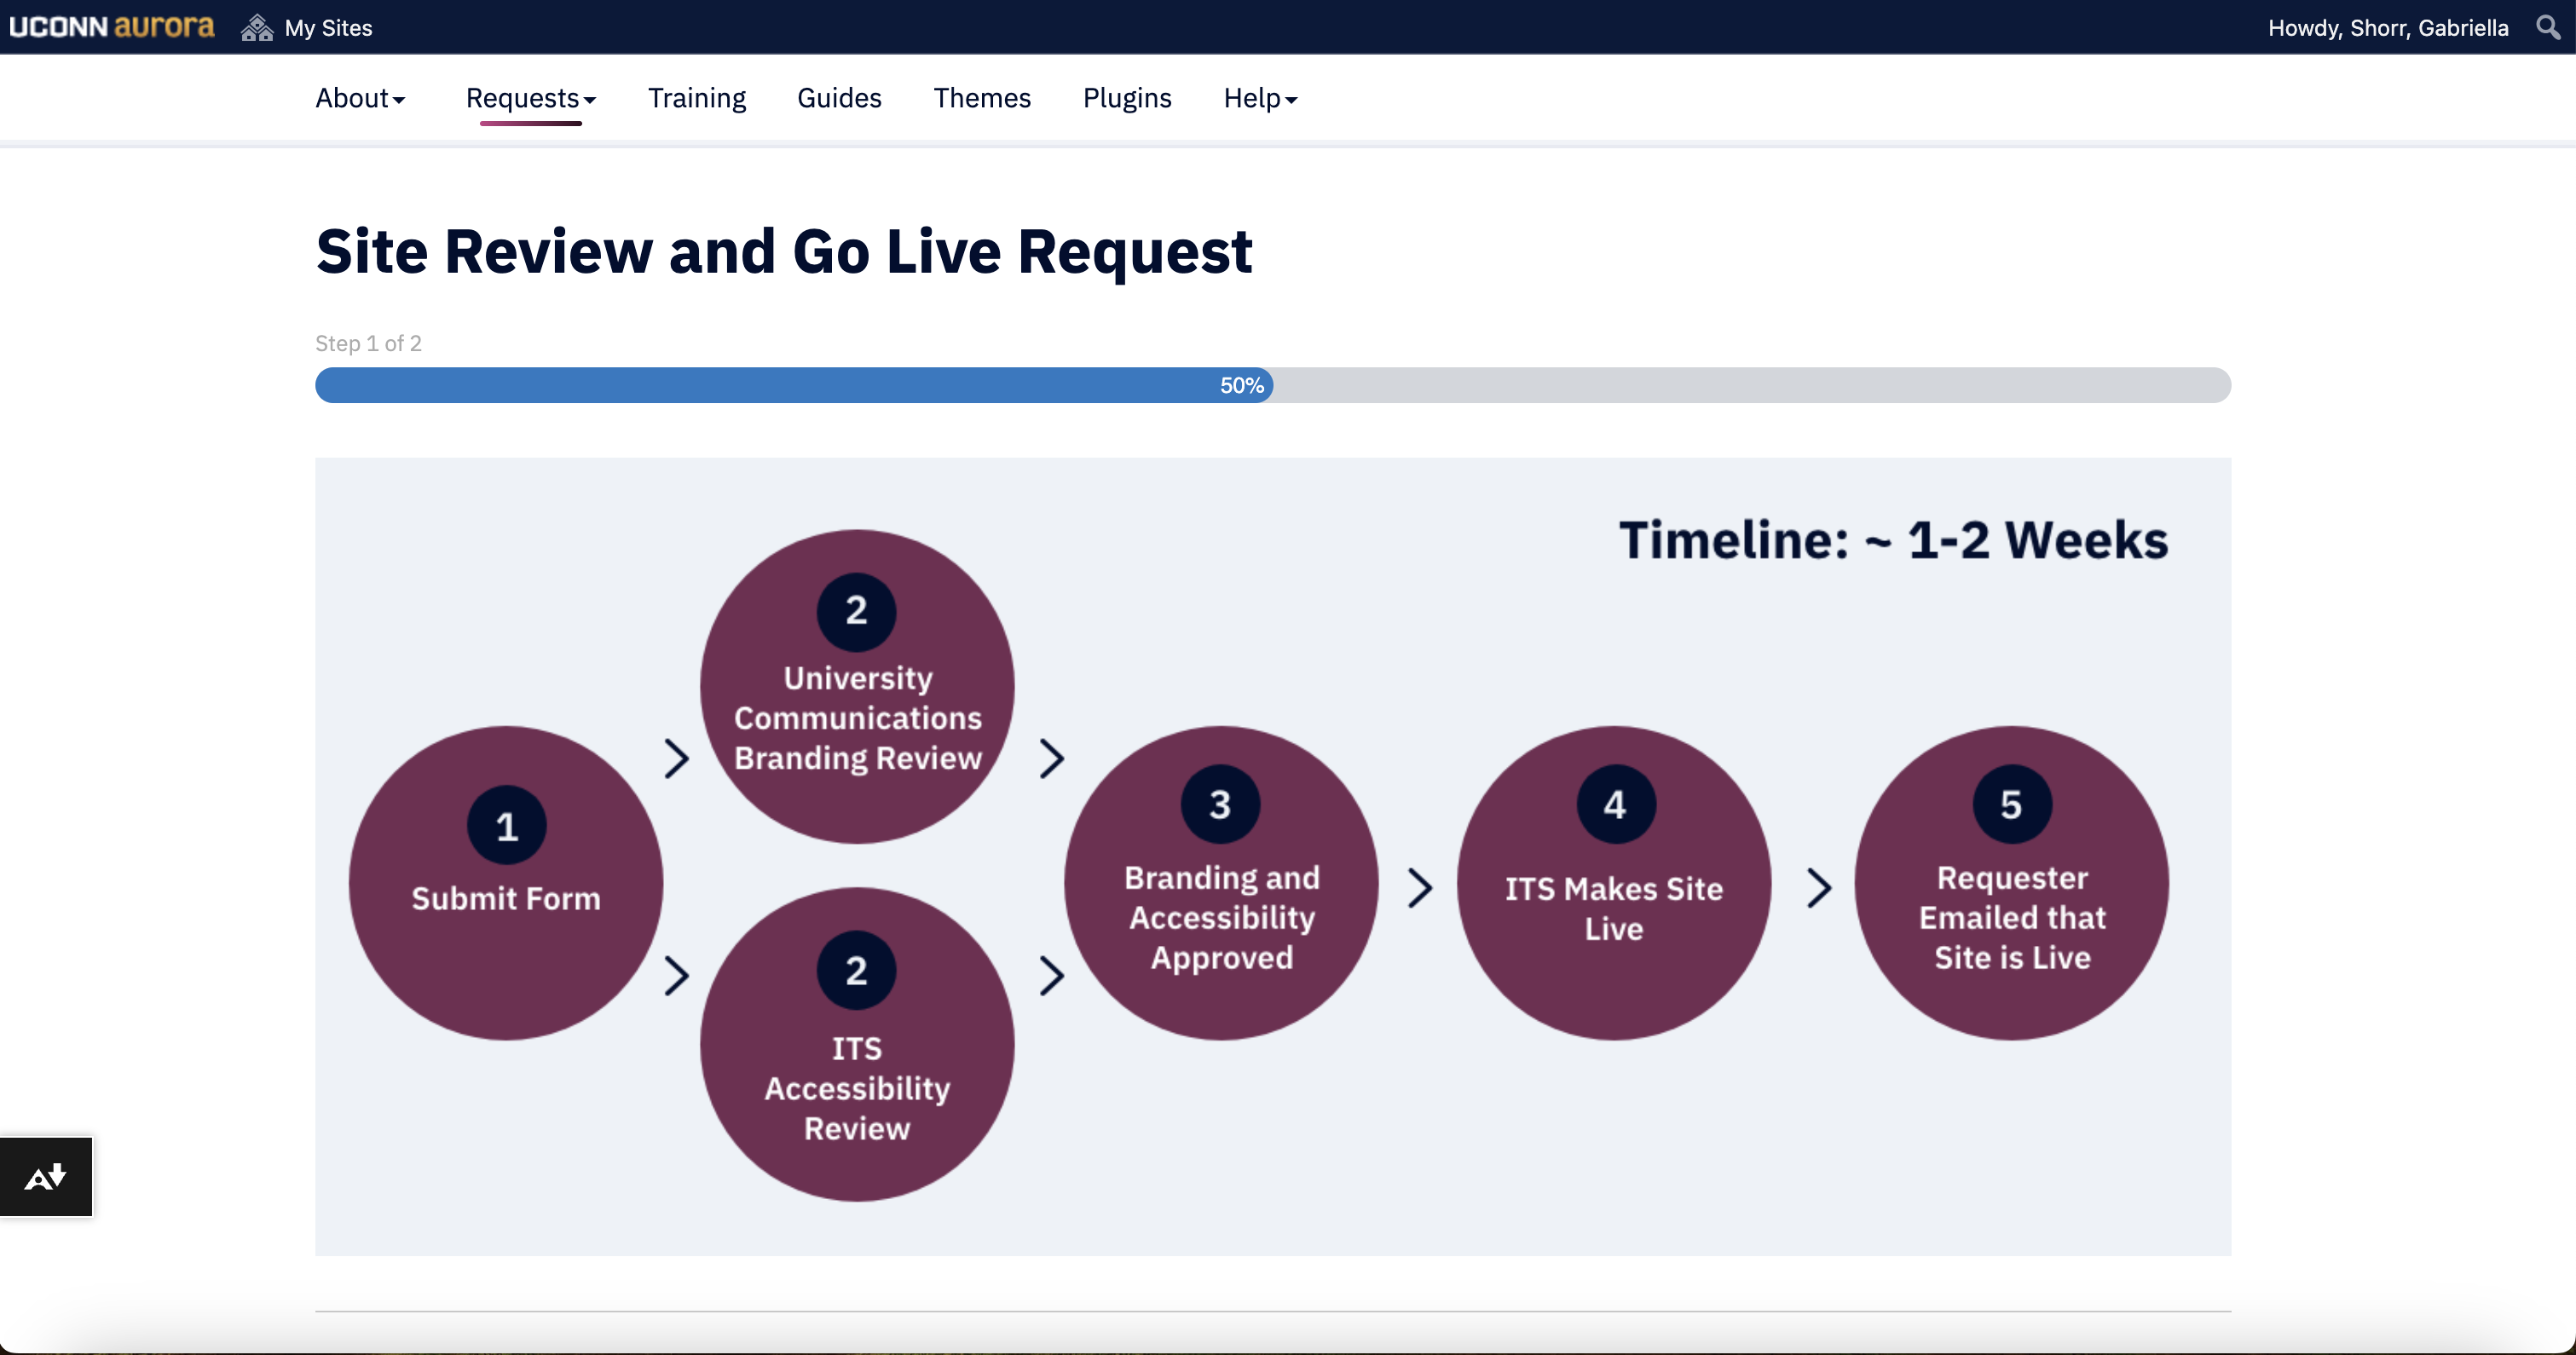 UCONN aurora My Sites Howdy, Shorr, Gabriella
About Requests Training Guides Themes Plugins Help
Site Review and Go Live Request
Step 1 of 2
50%
Timeline: ~ 1-2 Weeks
1
Submit Form
2
University
Communications
Branding Review
2
ITS
Accessibility
Review
3
Branding and
Accessibility
Approved
4
ITS Makes Site
Live
5
Requester
Emailed that
Site is Live